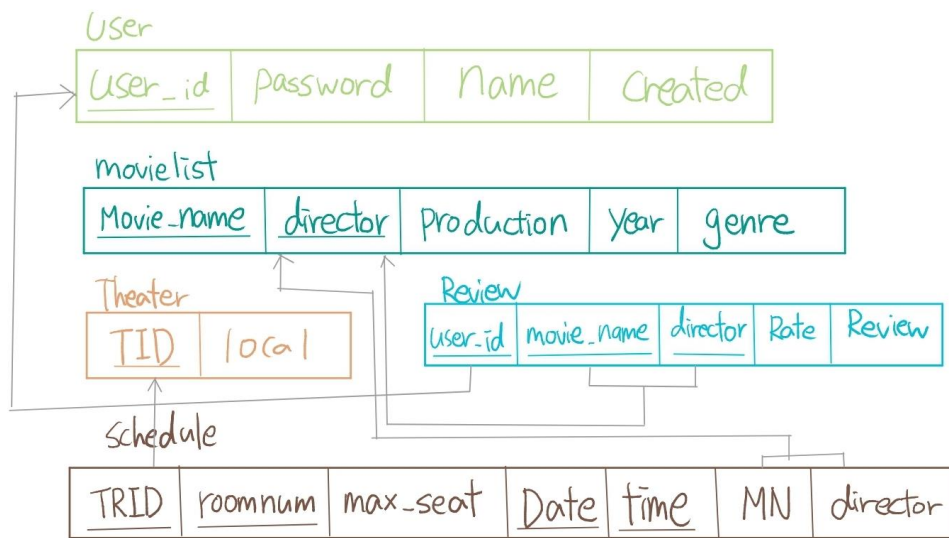 User
User_id Password Name Created
movielist
Movie_name director Production Year genre
Theater
TID local
Review
user_id movie_name director Rate Review
schedule
TRID roomnum max_seat Date time MN director